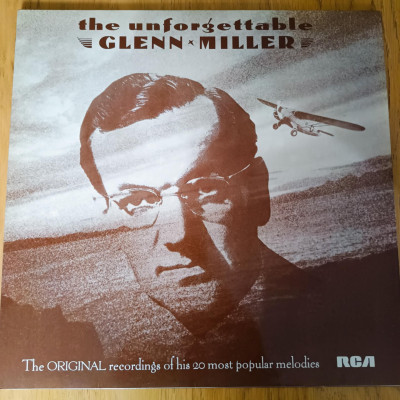 the unforgettable
GLENN MILLER
The ORIGINAL recordings of his 20 most popular melodies
RCA